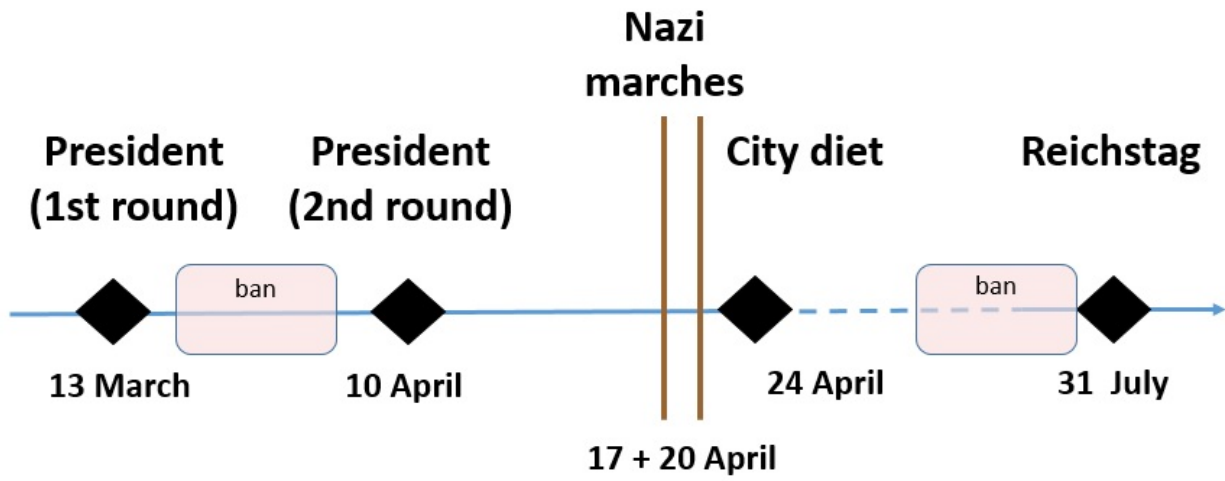 Nazi
marches
President
(1st round)
President
(2nd round)
City diet
Reichstag
ban
ban
13 March
10 April
24 April
31 July
17 + 20 April